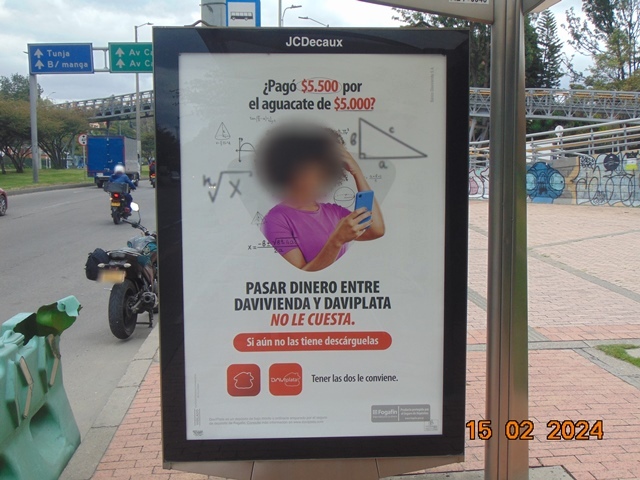 Tunja
B/manga
Av C
Av C
JCDecaux
¿Pagó $5.500 por
el aguacate de $5.000?
b
c
a
n√x
x =
PASAR DINERO ENTRE
DAVIVIENDA Y DAVIPLATA
NO LE CUESTA.
Si aún no las tiene descárguelas
DAVIplata
Tener las dos le conviene.
15 02 2024